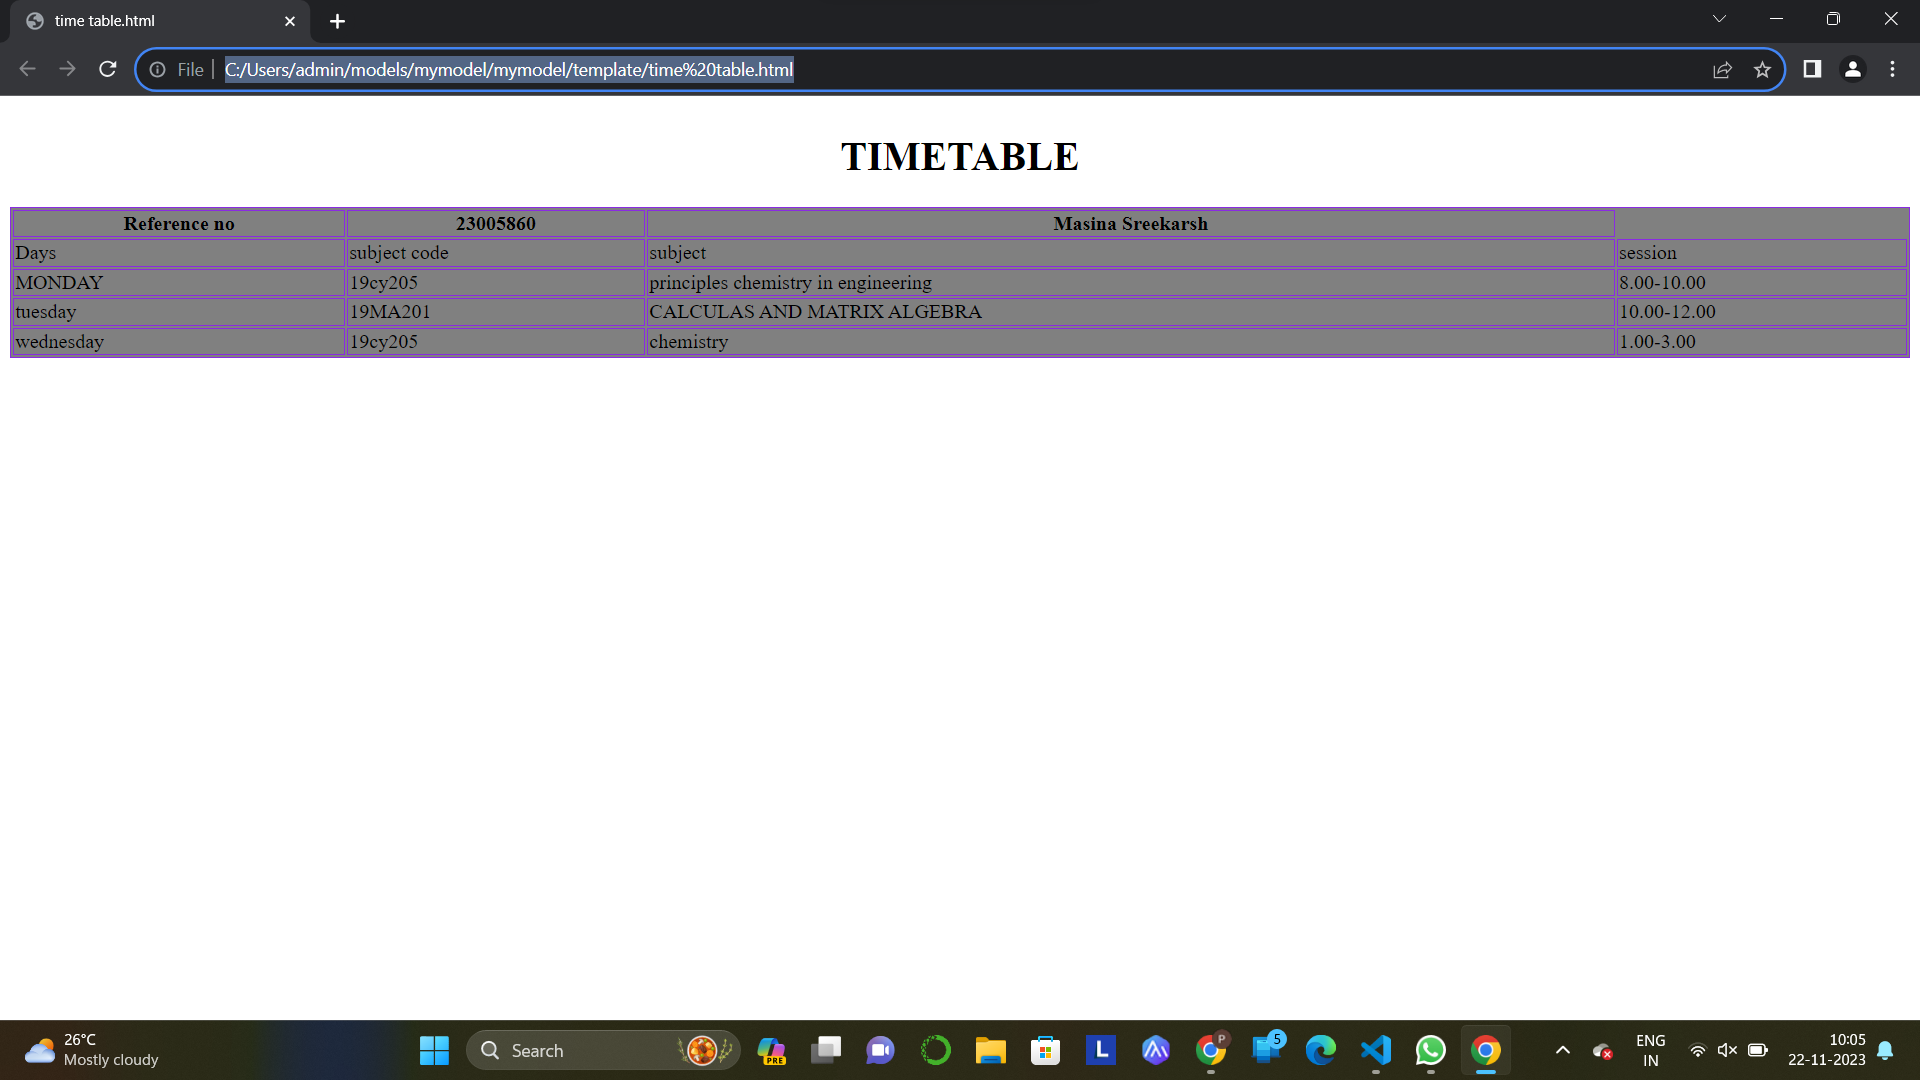 time table.html
File C:/Users/admin/models/mymodel/mymodel/template/time%20table.html
TIMETABLE
Reference no 23005860 Masina Sreekarsh
Days subject code subject session
MONDAY 19cy205 principles chemistry in engineering 8.00-10.00
tuesday 19MA201 CALCULAS AND MATRIX ALGEBRA 10.00-12.00
wednesday 19cy205 chemistry 1.00-3.00
26°C
Mostly cloudy
Search
PRE
L
P
5
ENG
IN
10:05
22-11-2023